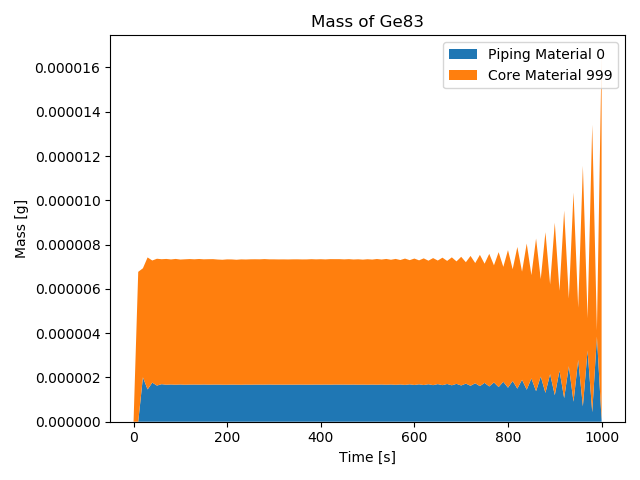 Mass of Ge83
Piping Material 0
Core Material 999
0.000016
0.000014
0.000012
0.000010
0.000008
0.000006
0.000004
0.000002
0.000000
Mass [g]
0 200 400 600 800 1000
Time [s]